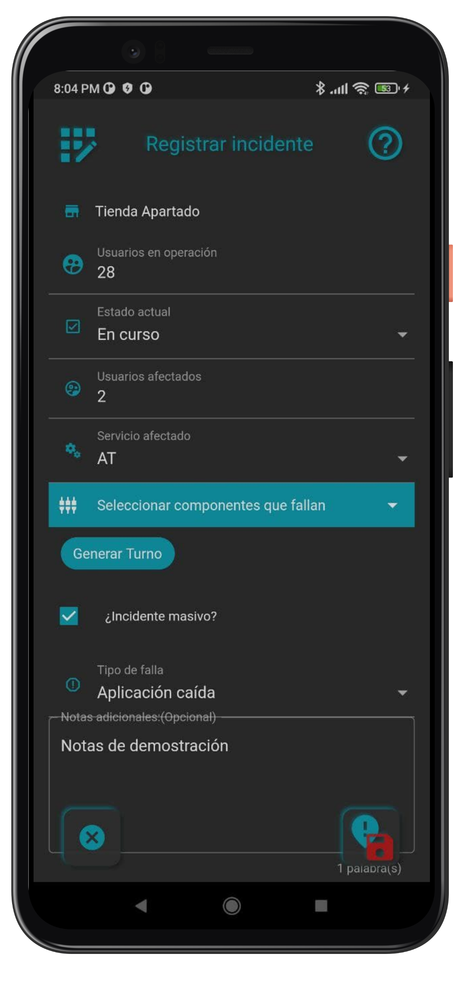 8:04 PM
53
Registrar incidente
Tienda Apartado
Usuarios en operación
28
Estado actual
En curso
Usuarios afectados
2
Servicio afectado
AT
Seleccionar componentes que fallan
Generar Turno
¿Incidente masivo?
Tipo de falla
Aplicación caída
Notas adicionales:(Opcional)
Notas de demostración
1 palabra(s)